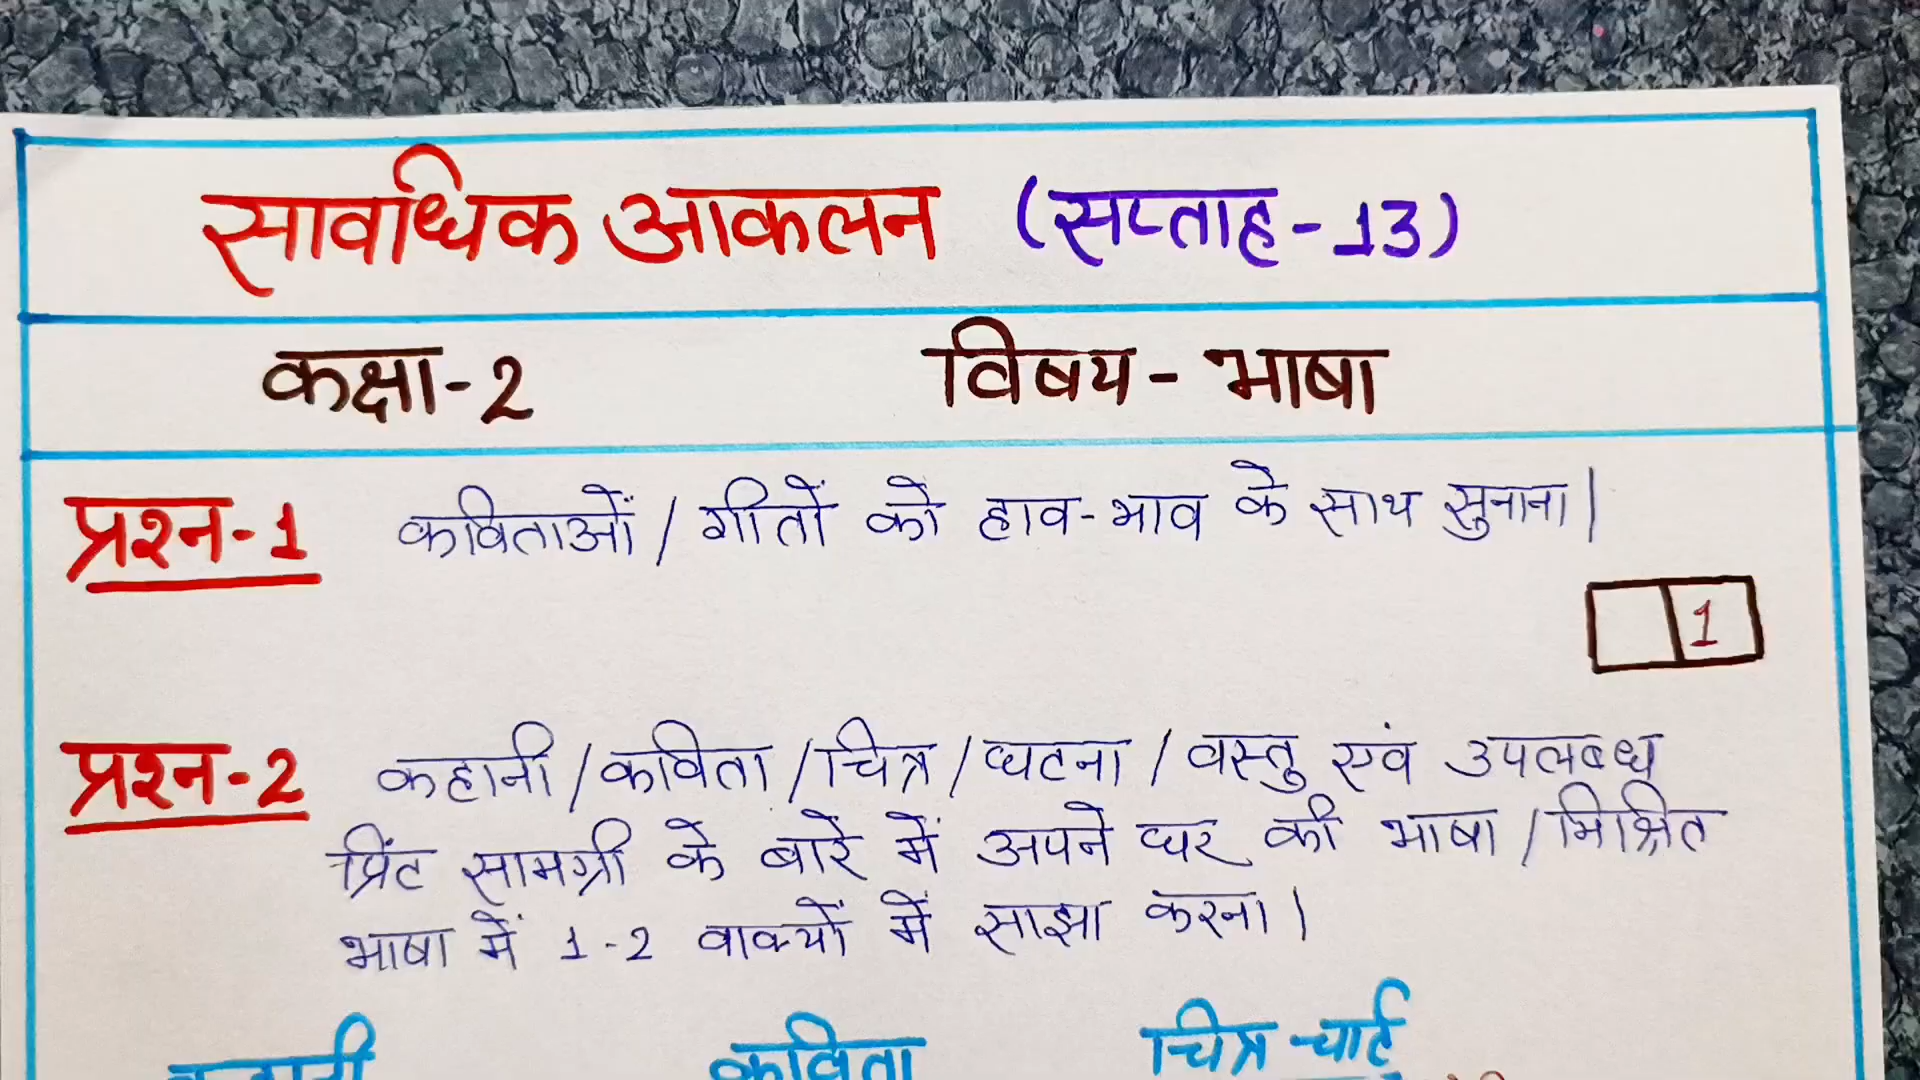 सावधिक आकलन (सप्ताह-13)
कक्षा-2 विषय-भाषा
प्रश्न-1 कविताओं/गीतों को हाव-भाव के साथ सुनाना।
1
प्रश्न-2 कहानी/कविता/चित्र/घटना/वस्तु एवं उपलब्ध
प्रिंट सामग्री के बारे में अपने घर की भाषा/मिश्रित
भाषा में 1-2 वाक्यों में साझा करना।
कहानी कविता चित्र चार्ट